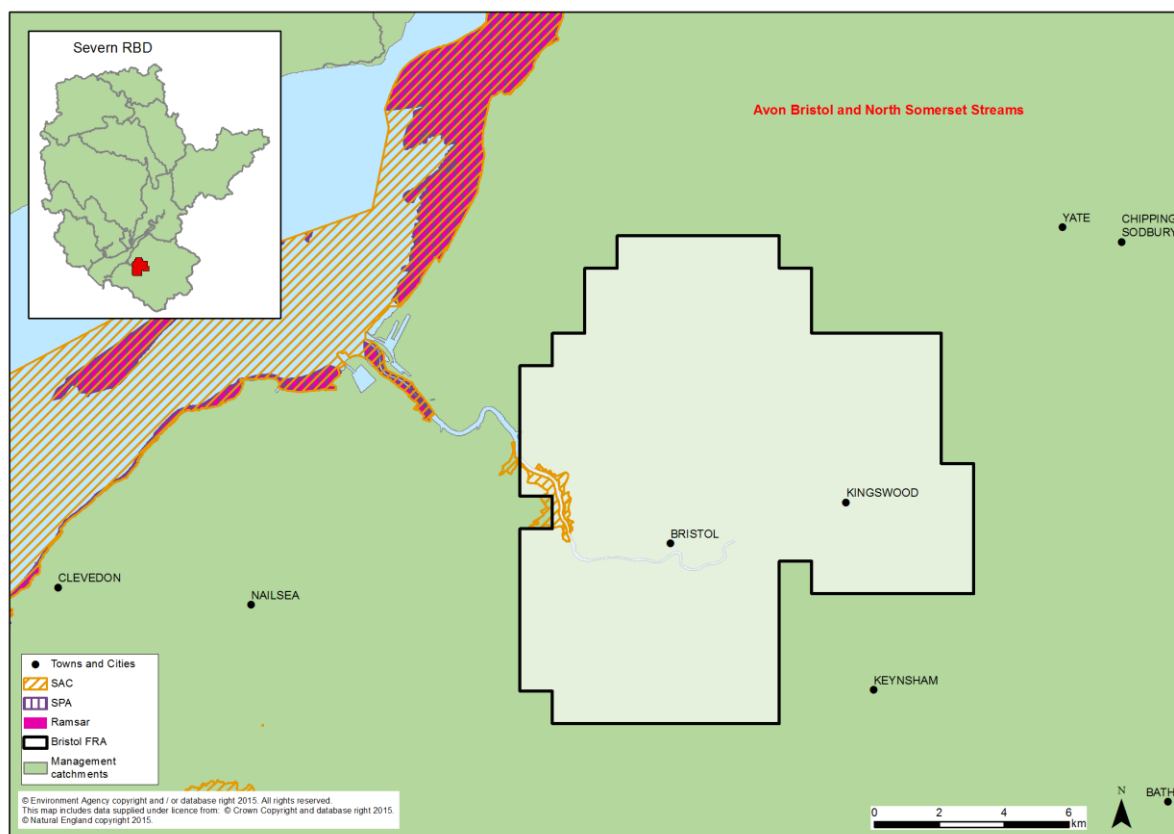 Severn RBD
Avon Bristol and North Somerset Streams
YATE
CHIPPING
SODBURY
KINGSWOOD
BRISTOL
CLEVEDON
NAILSEA
KEYNSHAM
BATH
Towns and Cities
SAC
SPA
Ramsar
Bristol FRA
Management
catchments
© Environment Agency copyright and / or database right 2015. All rights reserved.
This map includes data supplied under licence from: © Crown Copyright and database right 2015.
© Natural England copyright 2015.
0 2 4 6
km
N